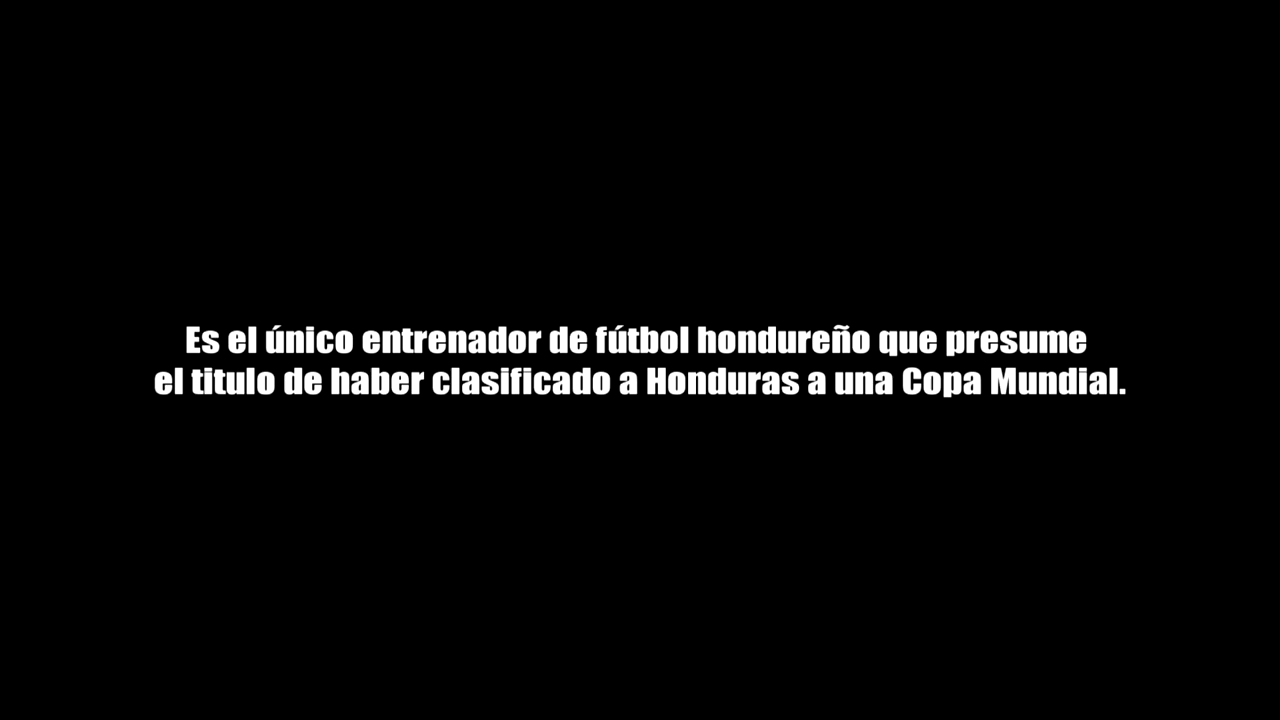 Es el único entrenador de fútbol hondureño que presume
el titulo de haber clasificado a Honduras a una Copa Mundial.